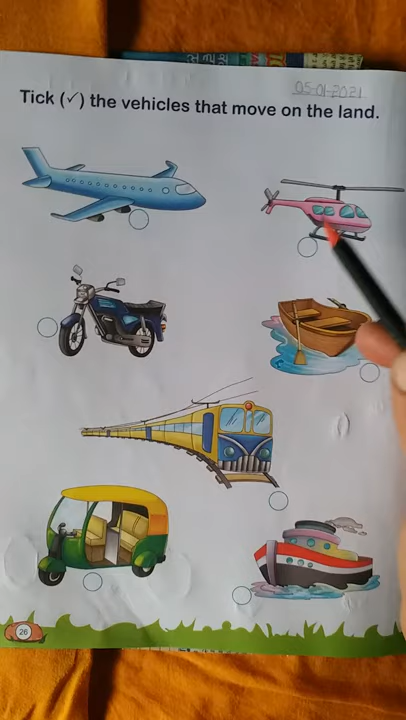 05-01-2021
Tick (✓) the vehicles that move on the land.
26